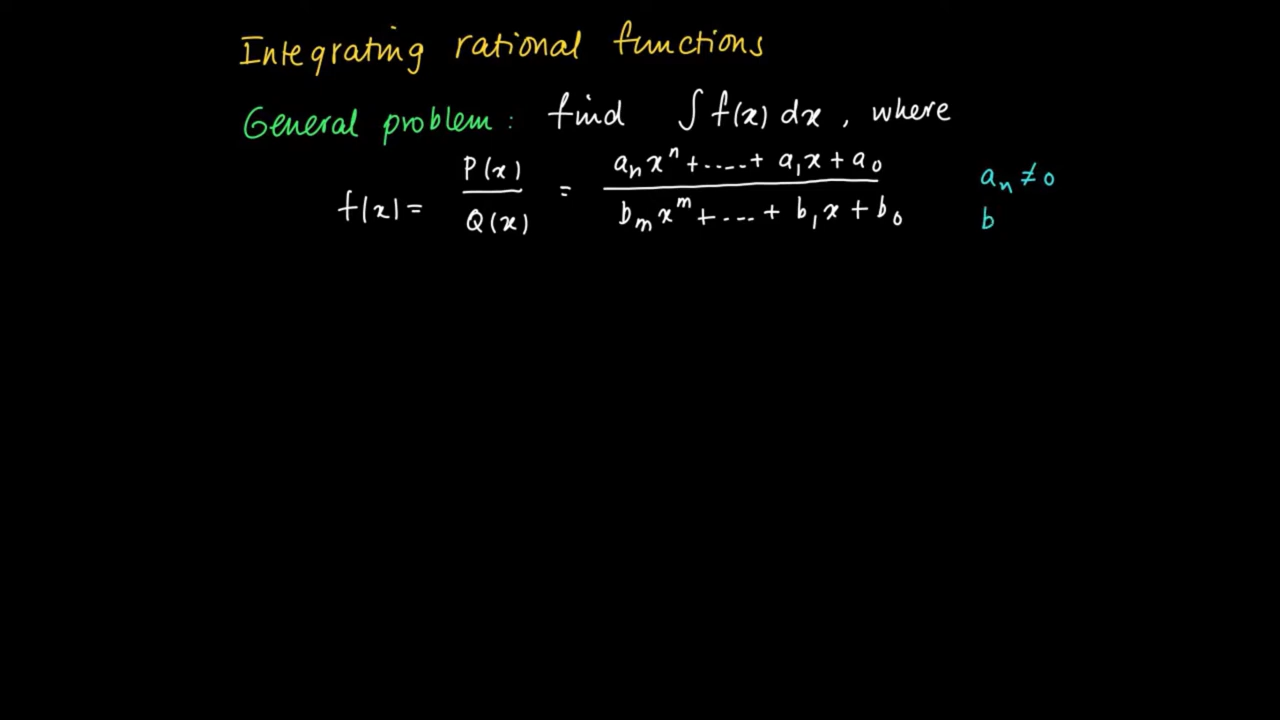 Integrating rational functions
General problem: find ∫ f(x) dx, where
f(x) = P(x)/Q(x) = (aₙxⁿ + ..... + a₁x + a₀)/(bₘxᵐ + .... + b₁x + b₀) aₙ ≠ 0
b